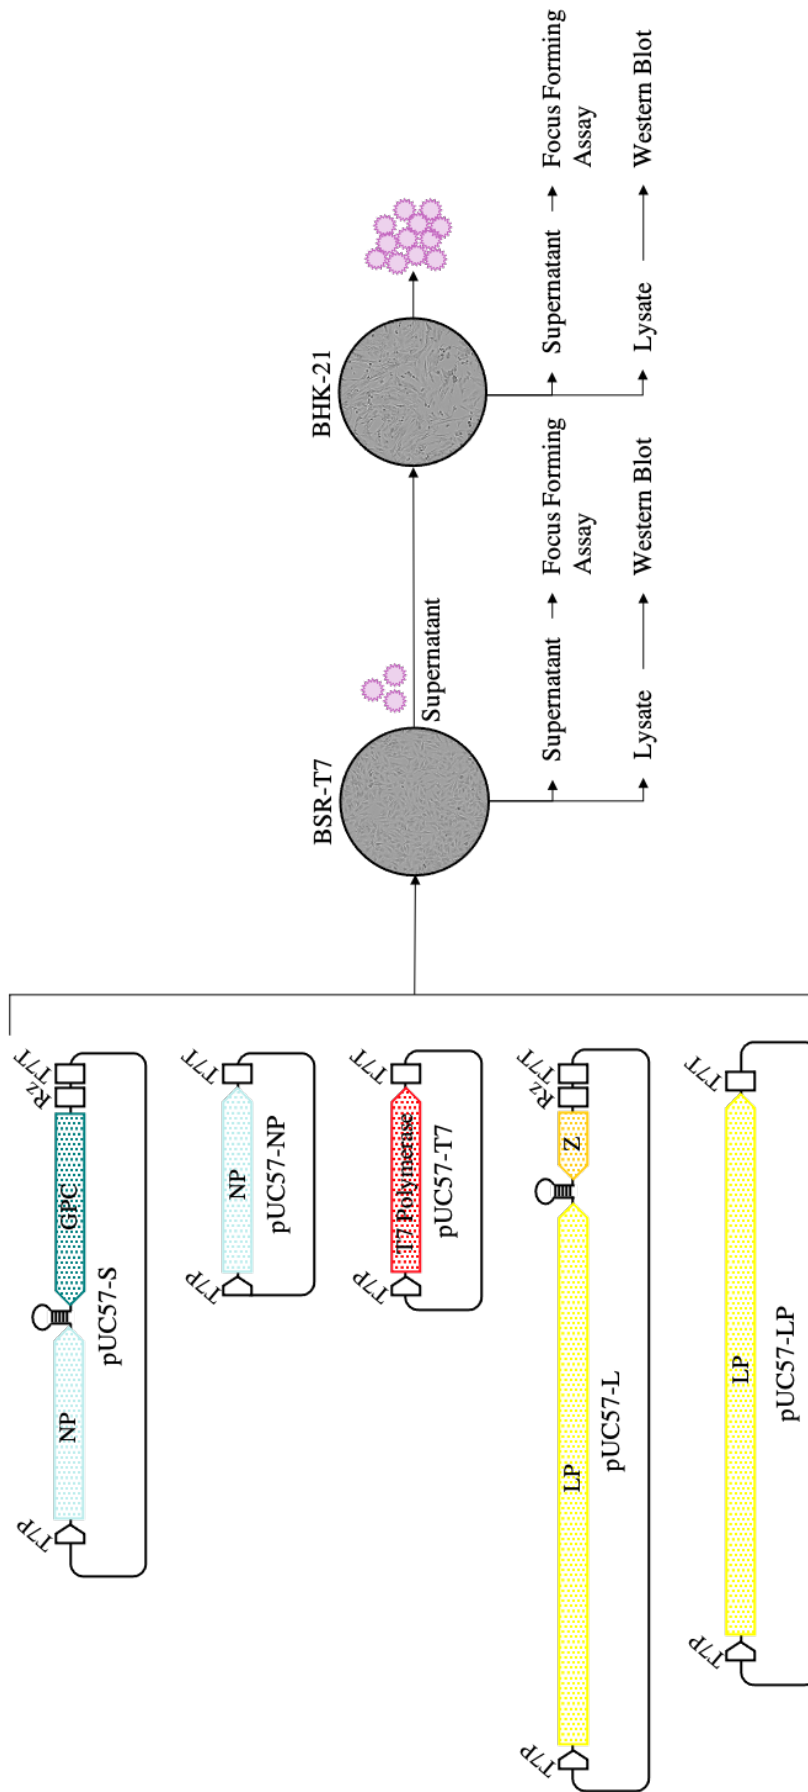 T7P
NP
GPC
Rz
T7T
pUC57-S
T7P
NP
T7T
pUC57-NP
T7P
T7 Polymerase
T7T
pUC57-T7
T7P
LP
Z
Rz
T7T
pUC57-L
T7P
LP
T7T
pUC57-LP
BSR-T7
Supernatant
BHK-21
Supernatant
Focus Forming
Assay
Lysate
Western Blot
Supernatant
Focus Forming
Assay
Lysate
Western Blot